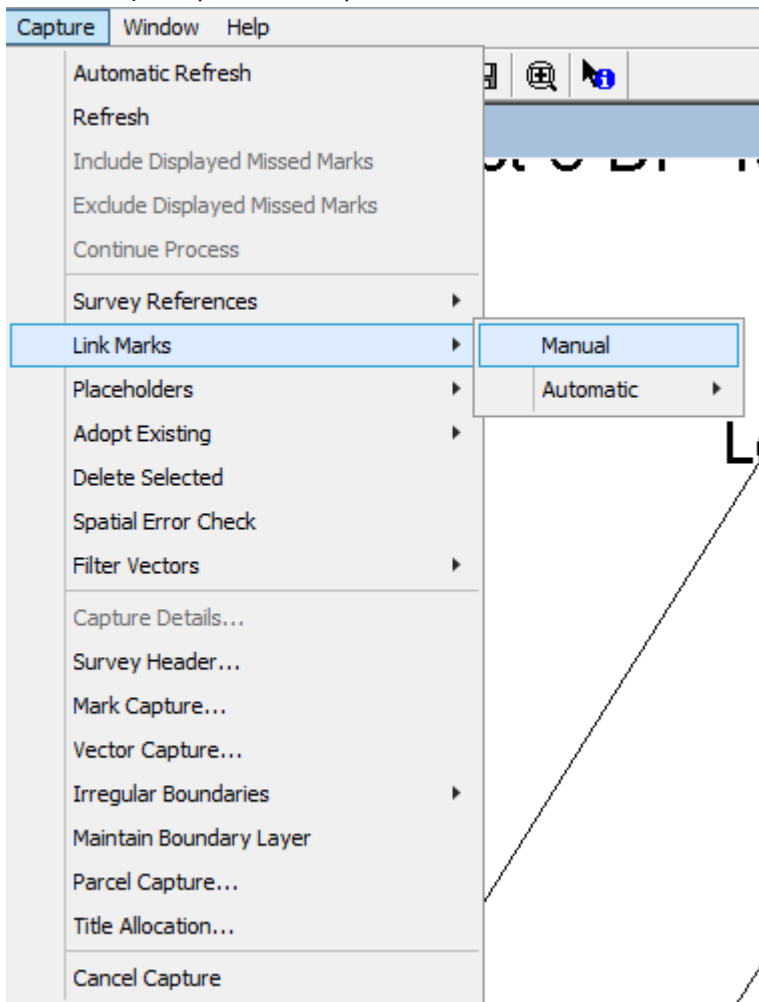 Capture Window Help
Automatic Refresh
Refresh
Include Displayed Missed Marks
Exclude Displayed Missed Marks
Continue Process
Survey References
Link Marks
Manual
Placeholders
Automatic
Adopt Existing
Delete Selected
Spatial Error Check
Filter Vectors
Capture Details...
Survey Header...
Mark Capture...
Vector Capture...
Irregular Boundaries
Maintain Boundary Layer
Parcel Capture...
Title Allocation...
Cancel Capture